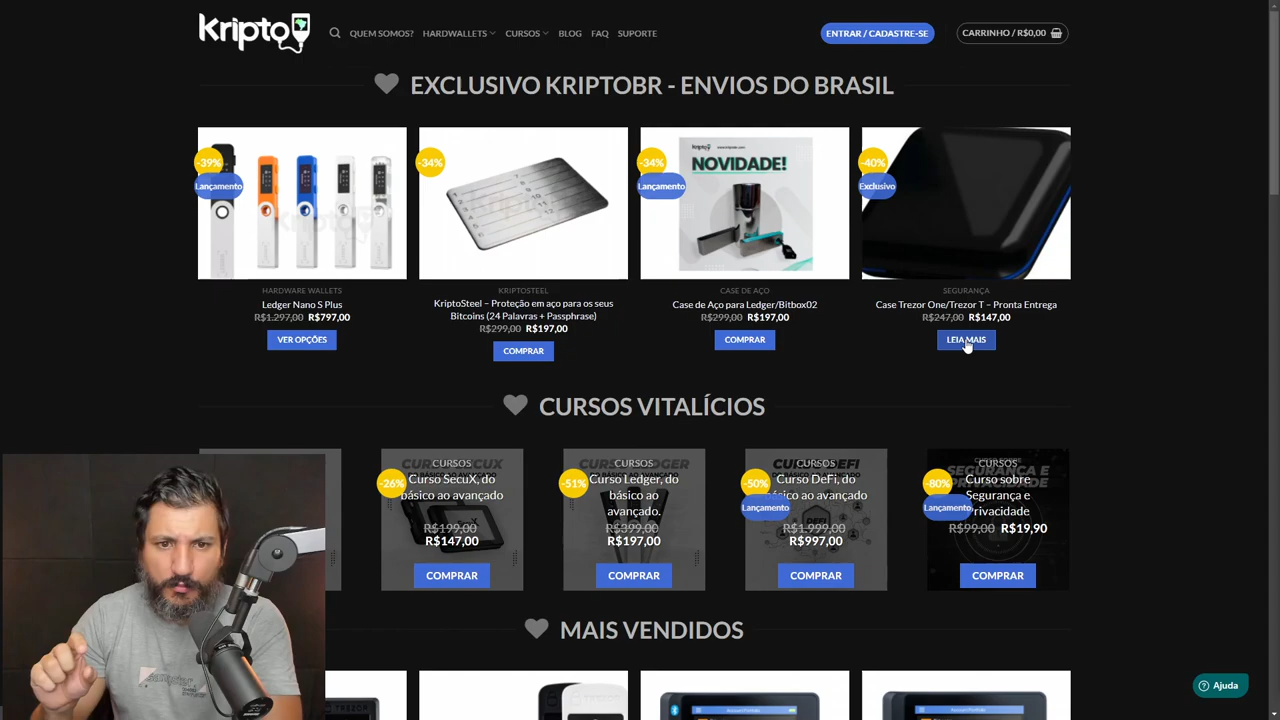 Kripto
QUEM SOMOS?
HARDWALLETS
CURSOS
BLOG
FAQ
SUPORTE
ENTRAR / CADASTRE-SE
CARRINHO / R$0,00
EXCLUSIVO KRIPTOBR - ENVIOS DO BRASIL
-39%
Lançamento
HARDWARE WALLETS
Ledger Nano S Plus
R$1.297,00 R$797,00
VER OPÇÕES
-34%
KRIPTOSTEEL
KriptoSteel – Proteção em aço para os seus
Bitcoins (24 Palavras + Passphrase)
R$299,00 R$197,00
COMPRAR
-34%
Lançamento
NOVIDADE!
CASE DE AÇO
Case de Aço para Ledger/Bitbox02
R$299,00 R$197,00
COMPRAR
-40%
Exclusivo
SEGURANÇA
Case Trezor One/Trezor T – Pronta Entrega
R$247,00 R$147,00
LEIA MAIS
CURSOS VITALÍCIOS
-26%
CURSOS
Curso SecuX, do
básico ao avançado
R$199,00
R$147,00
COMPRAR
-51%
CURSOS
Curso Ledger, do
básico ao
avançado.
R$399,00
R$197,00
COMPRAR
-50%
Lançamento
CURSOS
Curso DeFi, do
básico ao avançado
R$1.999,00
R$997,00
COMPRAR
-80%
Lançamento
CURSOS
Curso sobre
Segurança e
Privacidade
R$99,00 R$19,90
COMPRAR
MAIS VENDIDOS
TREZOR
Ajuda